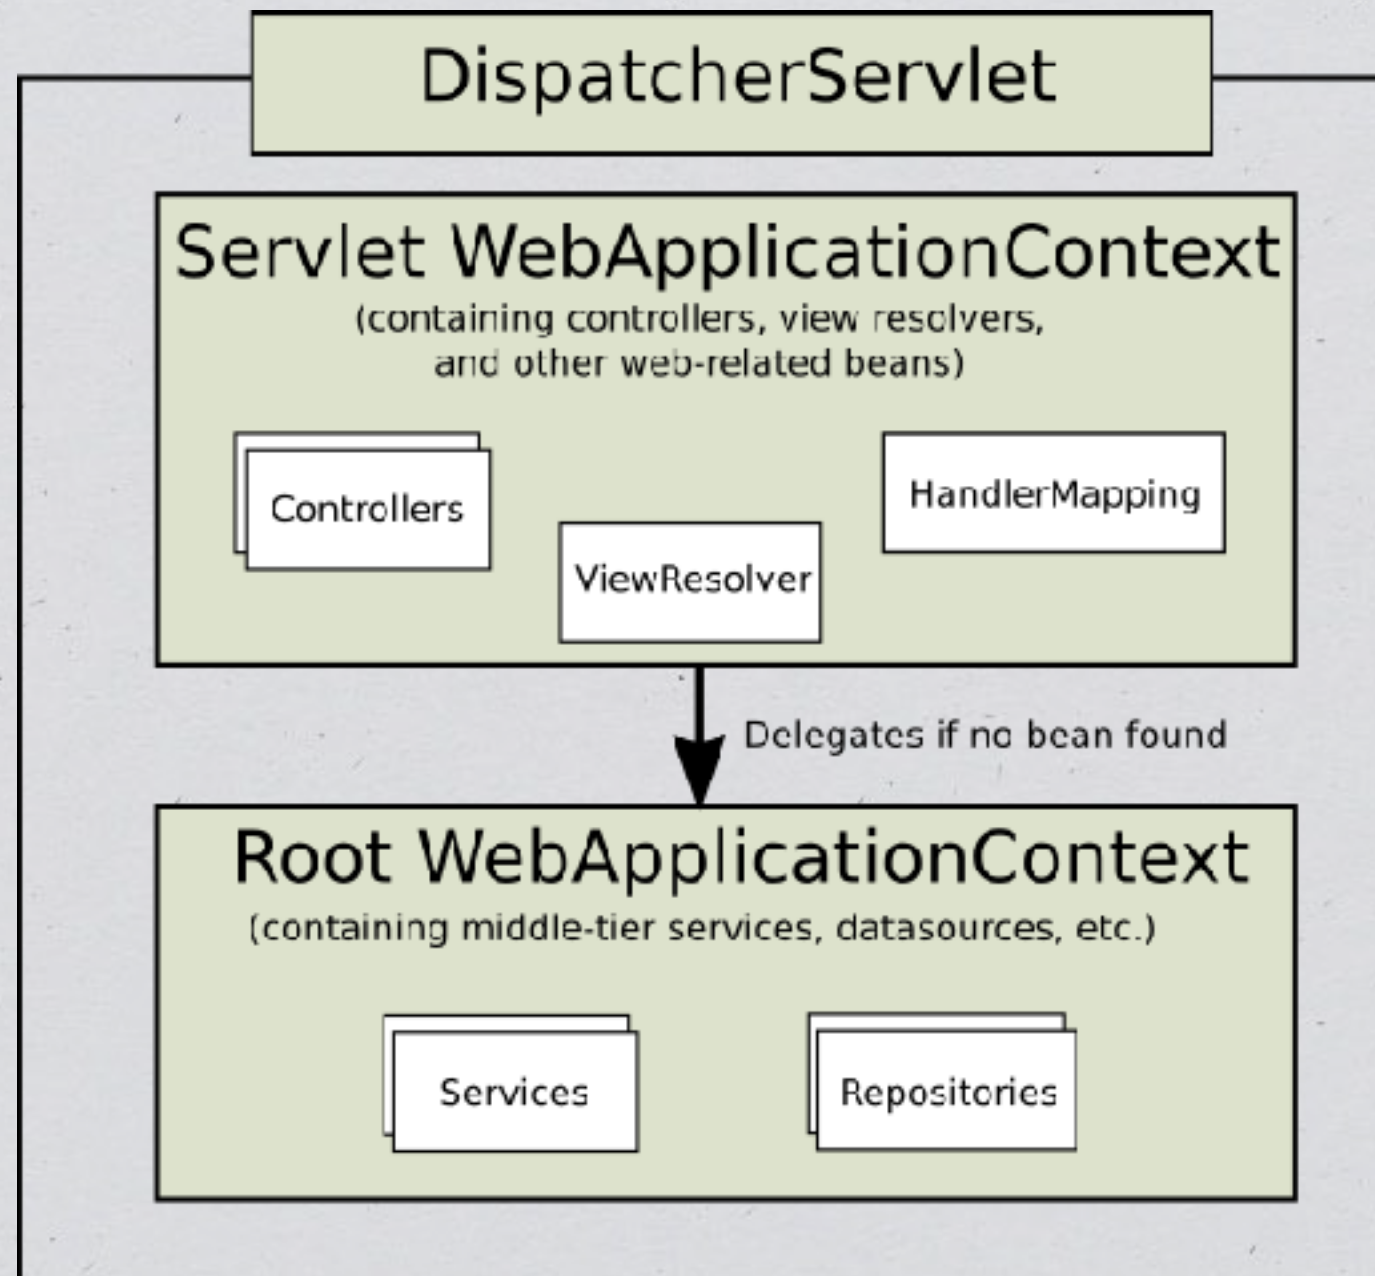 DispatcherServlet
Servlet WebApplicationContext
(containing controllers, view resolvers,
and other web-related beans)
Controllers
HandlerMapping
ViewResolver
Delegates if no bean found
Root WebApplicationContext
(containing middle-tier services, datasources, etc.)
Services
Repositories